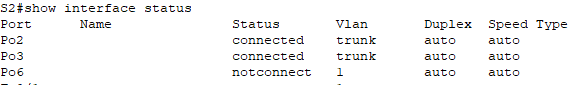 S2#show interface status
Port Name Status Vlan Duplex Speed Type
Po2 connected trunk auto auto
Po3 connected trunk auto auto
Po6 notconnect 1 auto auto